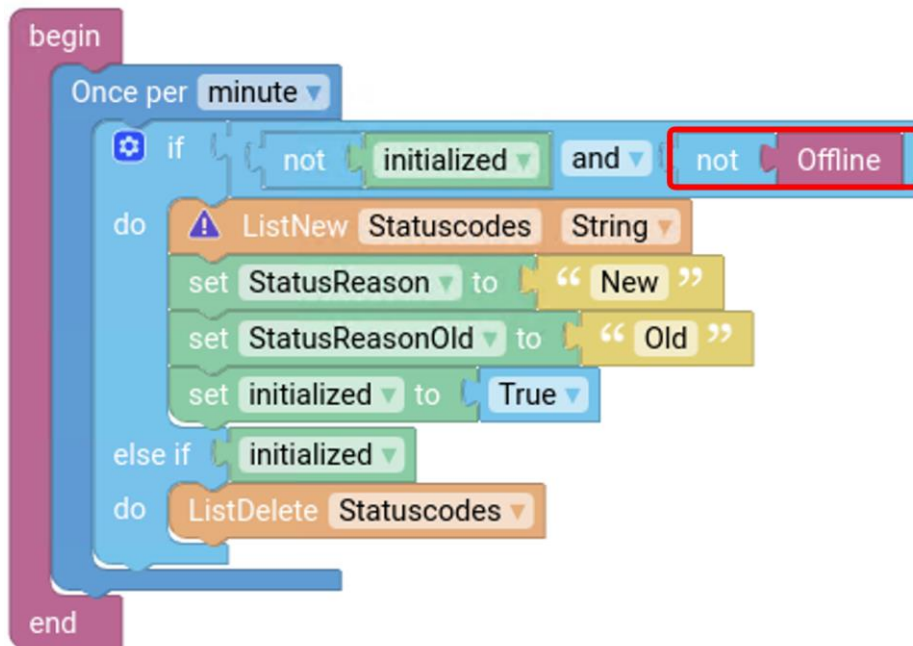 begin
Once per minute
if not initialized and not Offline
do ListNew Statuscodes String
set StatusReason to “ New ”
set StatusReasonOld to “ Old ”
set initialized to True
else if initialized
do ListDelete Statuscodes
end